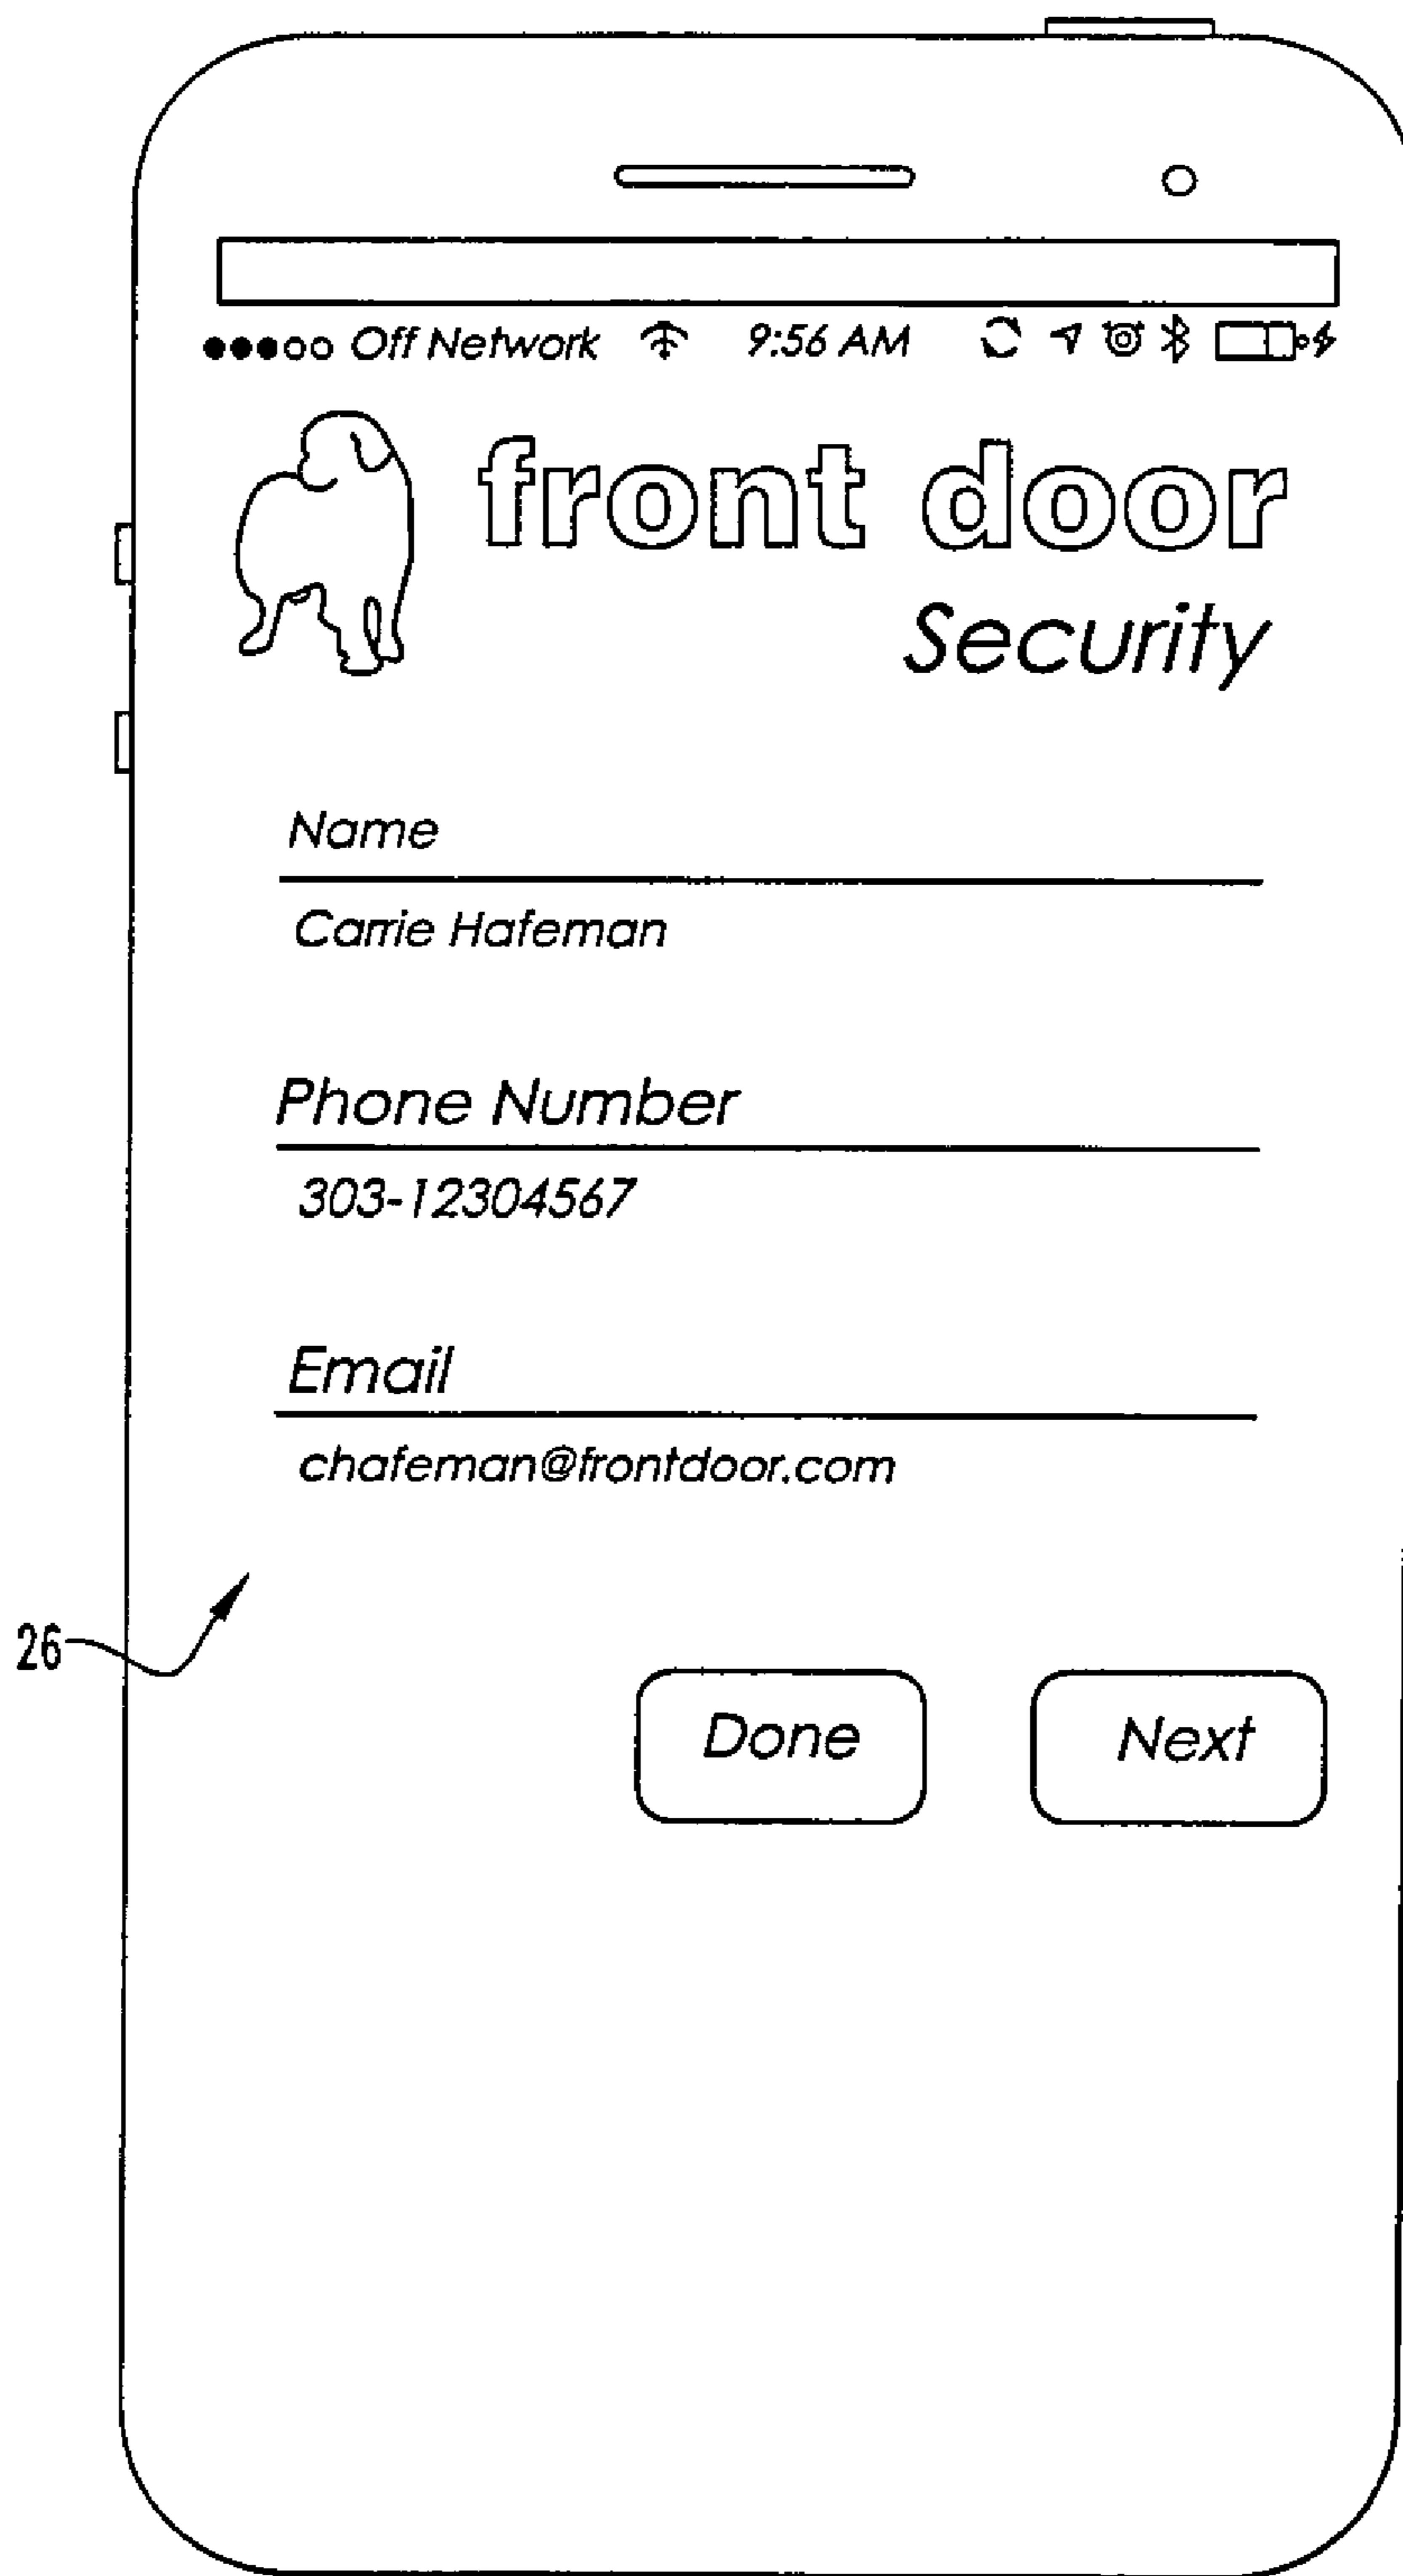 Off Network 9:56 AM
front door
Security
Name
Carrie Hafeman
Phone Number
303-12304567
Email
chafeman@frontdoor.com
26
Done Next